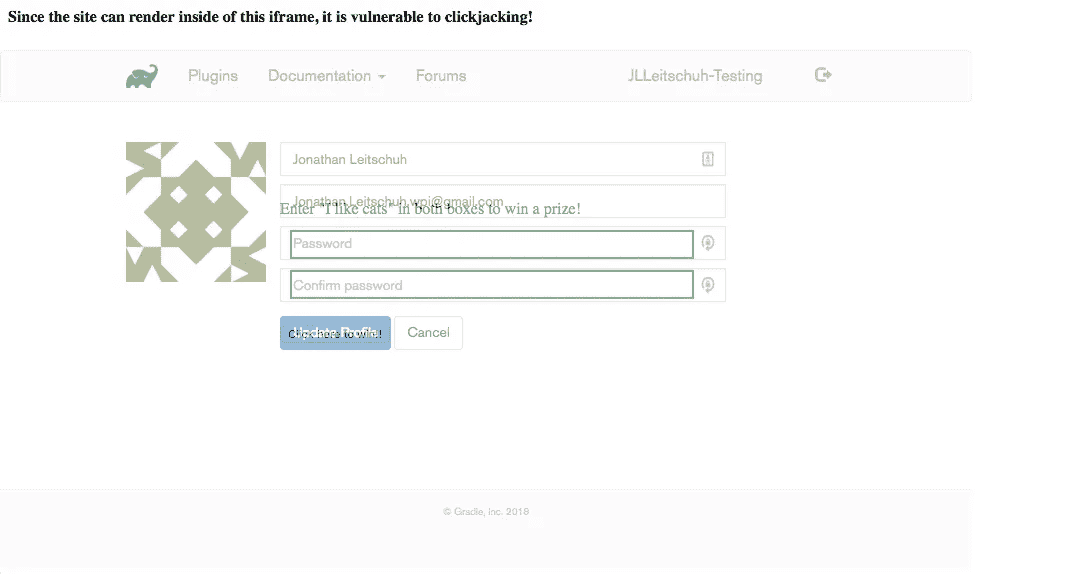 Since the site can render inside of this iframe, it is vulnerable to clickjacking!
Plugins Documentation Forums JLLeitschuh-Testing
Jonathan Leitschuh
Jonathan.Leitschuh.wpi@gmail.com
Enter "I like cats" in both boxes to win a prize!
Password
Confirm password
Update Profile Cancel
Click here to win!
© Gradle, Inc. 2018